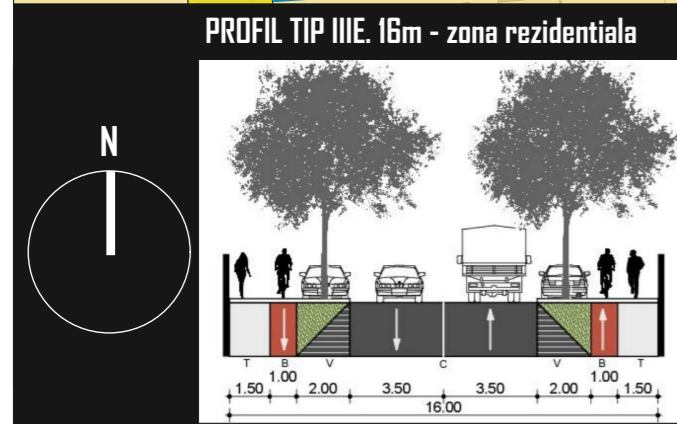 PROFIL TIP IIIE. 16m - zona rezidentiala
N
T B V C V B T
1.50 1.00 2.00 3.50 3.50 2.00 1.00 1.50
16.00